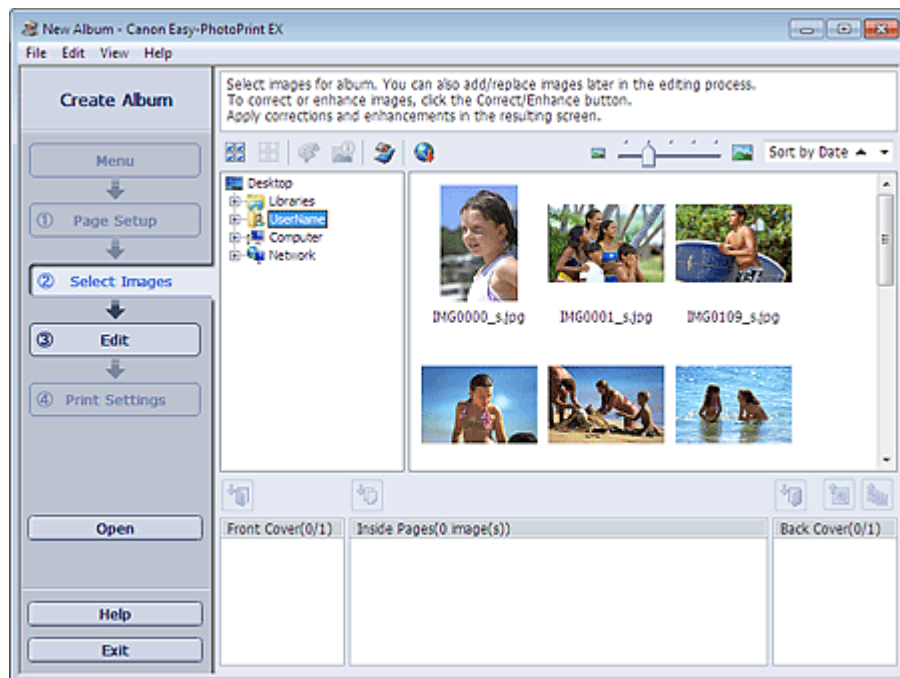 New Album - Canon Easy-PhotoPrint EX
File Edit View Help
Create Album
Select images for album. You can also add/replace images later in the editing process.
To correct or enhance images, click the Correct/Enhance button.
Apply corrections and enhancements in the resulting screen.
Menu
① Page Setup
② Select Images
③ Edit
④ Print Settings
Open
Help
Exit
Sort by Date
Desktop
Libraries
UserName
Computer
Network
IMG0000_s.jpg IMG0001_s.jpg IMG0109_s.jpg
Front Cover(0/1) Inside Pages(0 image(s)) Back Cover(0/1)